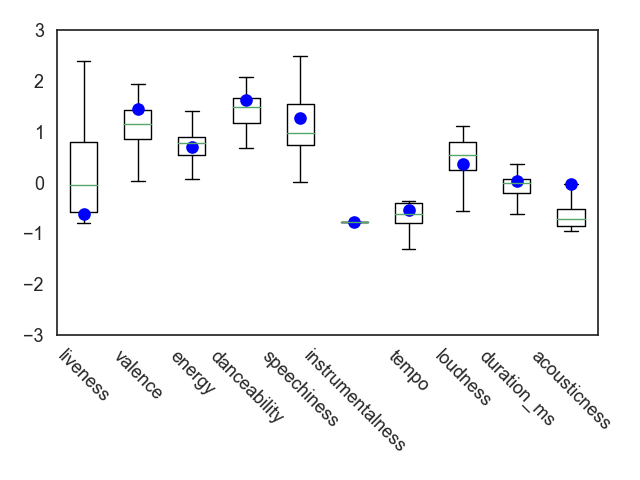 3
2
1
0
−1
−2
−3
liveness
valence
energy
danceability
speechiness
instrumentalness
tempo
loudness
duration_ms
acousticness